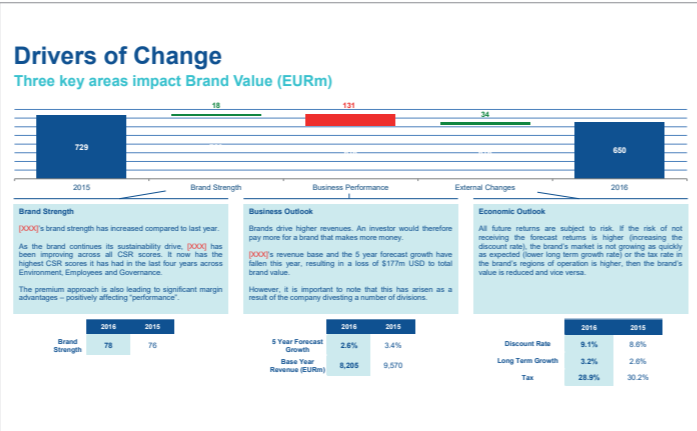 Drivers of Change
Three key areas impact Brand Value (EURm)
18
131
34
729
650
2015
Brand Strength
Business Performance
External Changes
2016
Brand Strength
[XXX]'s brand strength has increased compared to last year.
As the brand continues its sustainability drive, [XXX] has
been improving across all CSR scores. It now has the
highest CSR scores it has had in the last four years across
Environment, Employees and Governance.
The premium approach is also leading to significant margin
advantages – positively affecting "performance".
Business Outlook
Brands drive higher revenues. An investor would therefore
pay more for a brand that makes more money.
[XXX]'s revenue base and the 5 year forecast growth have
fallen this year, resulting in a loss of $177m USD to total
brand value.
However, it is important to note that this has arisen as a
result of the company divesting a number of divisions.
Economic Outlook
All future returns are subject to risk. If the risk of not
receiving the forecast returns is higher (increasing the
discount rate), the brand's market is not growing as quickly
as expected (lower long term growth rate) or the tax rate in
the brand's regions of operation is higher, then the brand's
value is reduced and vice versa.
2016 2015
Brand
Strength
78 76
2016 2015
5 Year Forecast
Growth
2.6% 3.4%
Base Year
Revenue (EURm)
8,205 9,570
2016 2015
Discount Rate 9.1% 8.6%
Long Term Growth 3.2% 2.6%
Tax 28.9% 30.2%